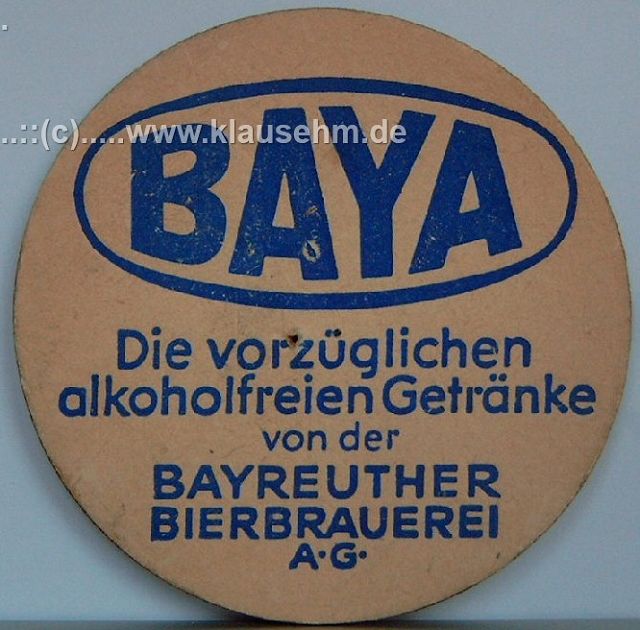 ..::(c).....www.klausehm.de
BAYA
Die vorzüglichen
alkoholfreien Getränke
von der
BAYREUTHER
BIERBRAUEREI
A·G·